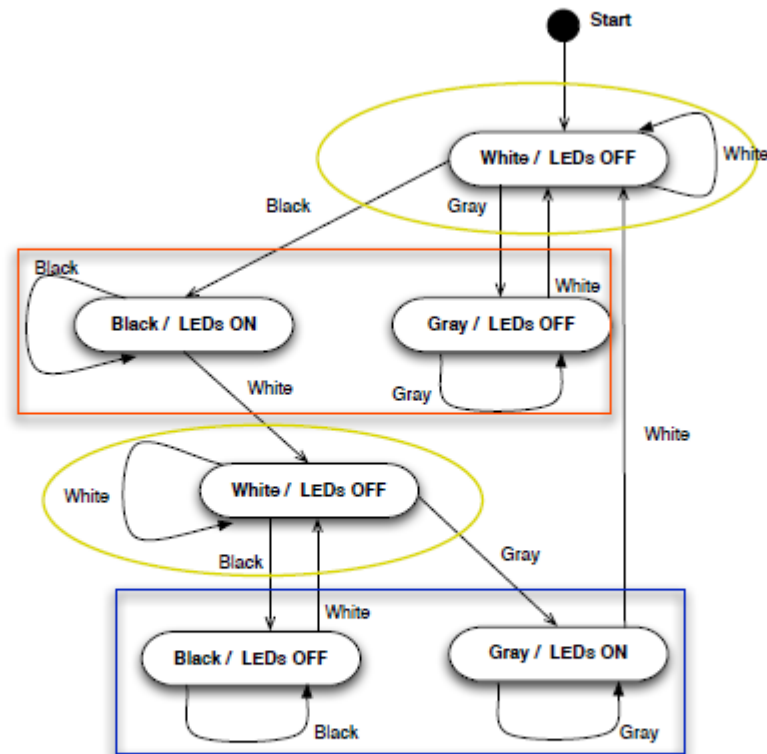 Start
White / LEDs OFF
White
Black
Gray
White
Black
Black / LEDs ON
Gray / LEDs OFF
White
Gray
White
White
White / LEDs OFF
Black
Gray
White
Black / LEDs OFF
Gray / LEDs ON
Black
Gray